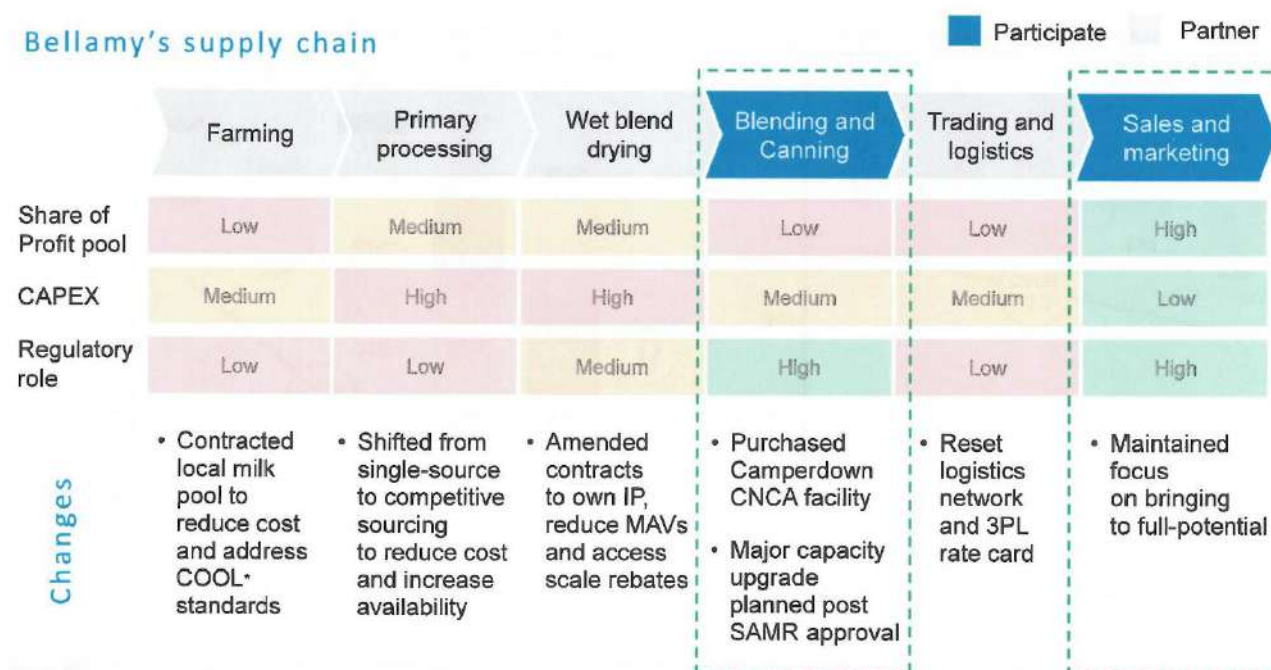 Bellamy's supply chain
Participate
Partner
Farming
Primary
processing
Wet blend
drying
Blending and
Canning
Trading and
logistics
Sales and
marketing
Share of
Profit pool
Low
Medium
Medium
Low
Low
High
CAPEX
Medium
High
High
Medium
Medium
Low
Regulatory
role
Low
Low
Medium
High
Low
High
Changes
• Contracted
local milk
pool to
reduce cost
and address
COOL*
standards
• Shifted from
single-source
to competitive
sourcing
to reduce cost
and increase
availability
• Amended
contracts
to own IP,
reduce MAVs
and access
scale rebates
• Purchased
Camperdown
CNCA facility
• Major capacity
upgrade
planned post
SAMR approval
• Reset
logistics
network
and 3PL
rate card
• Maintained
focus
on bringing
to full-potential